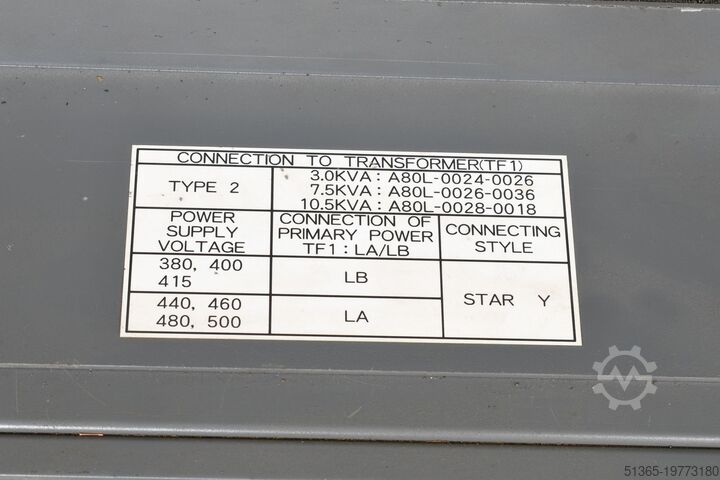 CONNECTION TO TRANSFORMER(TF1)
TYPE 2
3.0KVA : A80L-0024-0026
7.5KVA : A80L-0026-0036
10.5KVA : A80L-0028-0018
POWER
SUPPLY
VOLTAGE
CONNECTION OF
PRIMARY POWER
TF1 : LA/LB
CONNECTING
STYLE
380, 400
415
LB
STAR Y
440, 460
480, 500
LA
51365-19773180